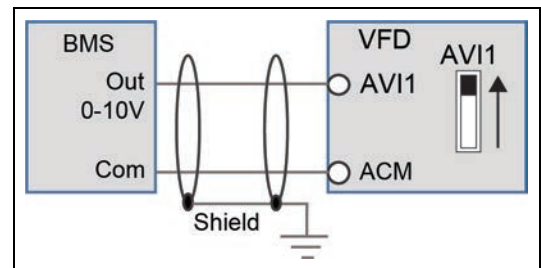 BMS
Out
0-10V
Com
Shield
VFD
AVI1
AVI1
ACM